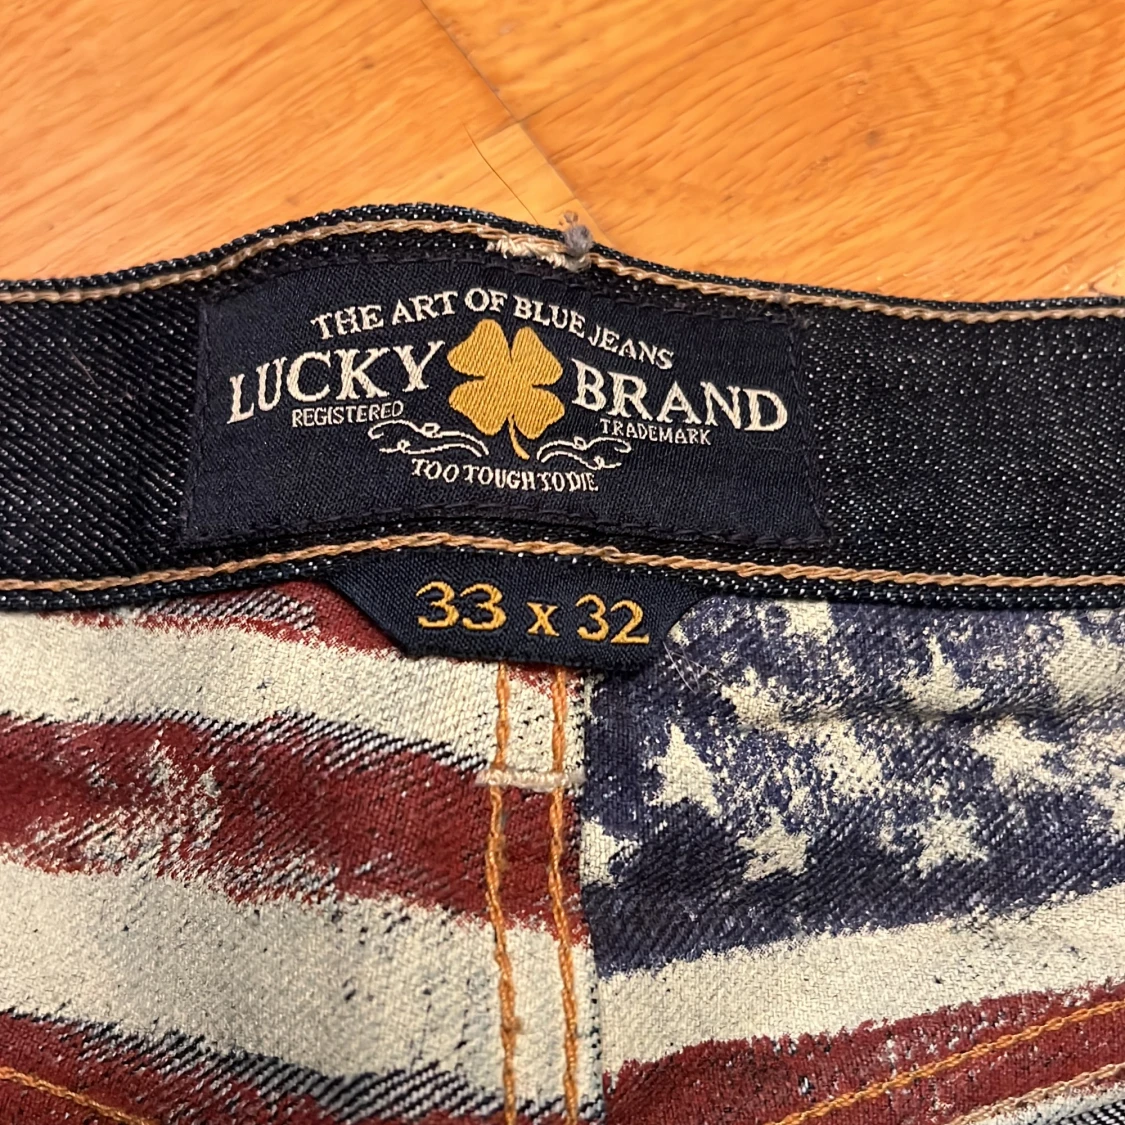 THE ART OF BLUE JEANS
LUCKY BRAND
REGISTERED TRADEMARK
TOO TOUGH TO DIE
33 x 32